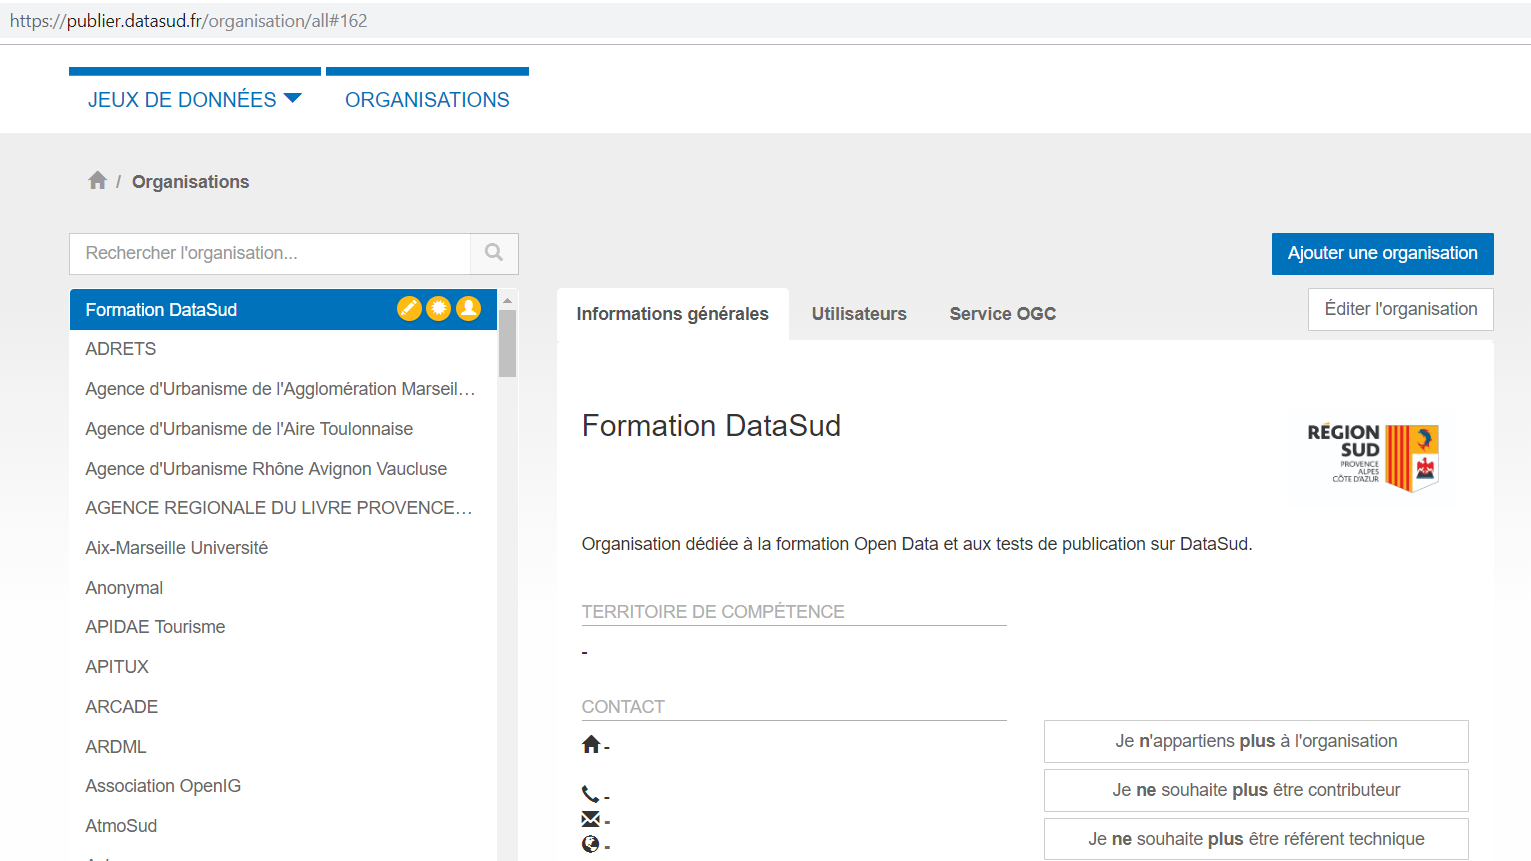 https://publier.datasud.fr/organisation/all#162
JEUX DE DONNÉES
ORGANISATIONS
/ Organisations
Rechercher l'organisation...
Ajouter une organisation
Formation DataSud
ADRETS
Agence d'Urbanisme de l'Agglomération Marseil...
Agence d'Urbanisme de l'Aire Toulonnaise
Agence d'Urbanisme Rhône Avignon Vaucluse
AGENCE REGIONALE DU LIVRE PROVENCE...
Aix-Marseille Université
Anonymal
APIDAE Tourisme
APITUX
ARCADE
ARDML
Association OpenIG
AtmoSud
Informations générales
Utilisateurs
Service OGC
Éditer l'organisation
Formation DataSud
RÉGION
SUD
PROVENCE
ALPES
CÔTE D'AZUR
Organisation dédiée à la formation Open Data et aux tests de publication sur DataSud.
TERRITOIRE DE COMPÉTENCE
-
CONTACT
-
-
-
-
Je n'appartiens plus à l'organisation
Je ne souhaite plus être contributeur
Je ne souhaite plus être référent technique